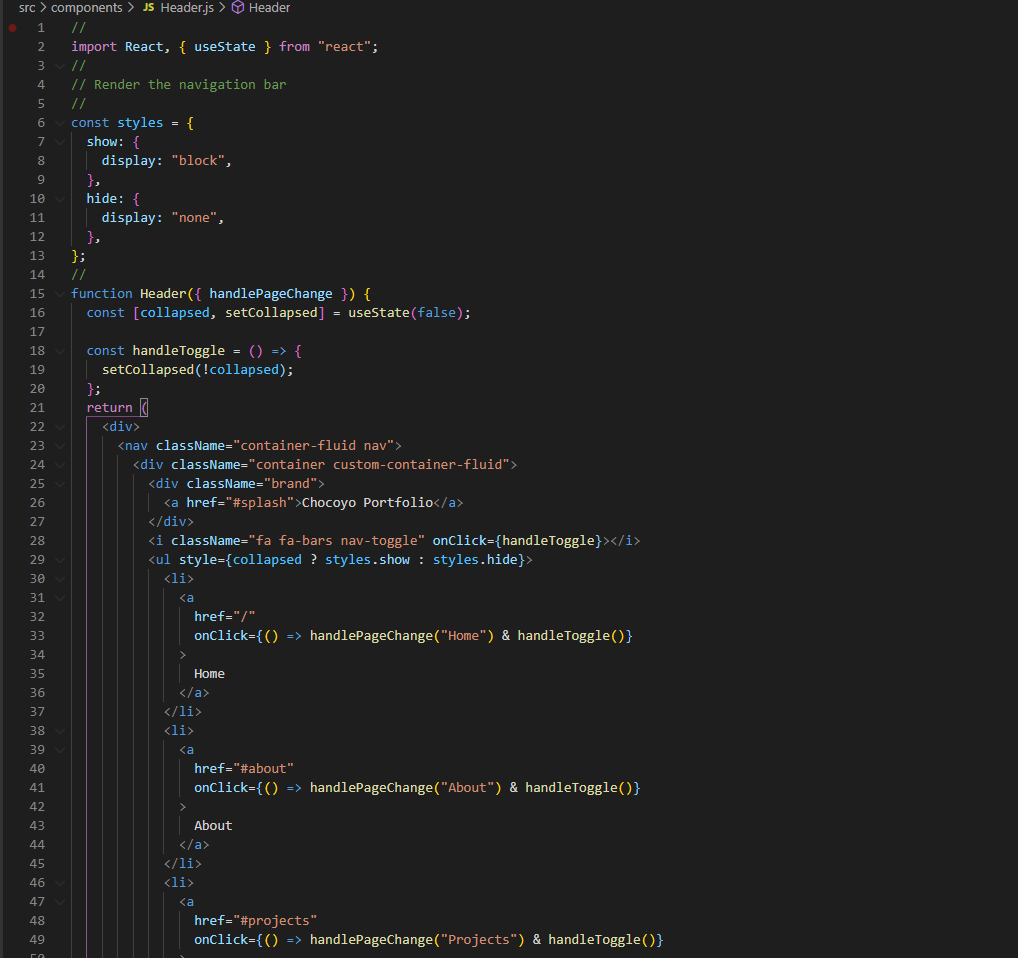 src > components > JS Header.js > Header
1 //
2 import React, { useState } from "react";
3 //
4 // Render the navigation bar
5 //
6 const styles = {
7   show: {
8     display: "block",
9   },
10   hide: {
11     display: "none",
12   },
13 };
14 //
15 function Header({ handlePageChange }) {
16   const [collapsed, setCollapsed] = useState(false);
17
18   const handleToggle = () => {
19     setCollapsed(!collapsed);
20   };
21   return (
22     <div>
23       <nav className="container-fluid nav">
24         <div className="container custom-container-fluid">
25           <div className="brand">
26             <a href="#splash">Chocoyo Portfolio</a>
27           </div>
28           <i className="fa fa-bars nav-toggle" onClick={handleToggle}></i>
29           <ul style={collapsed ? styles.show : styles.hide}>
30             <li>
31               <a
32                 href="/"
33                 onClick={() => handlePageChange("Home") & handleToggle()}
34               >
35                 Home
36               </a>
37             </li>
38             <li>
39               <a
40                 href="#about"
41                 onClick={() => handlePageChange("About") & handleToggle()}
42               >
43                 About
44               </a>
45             </li>
46             <li>
47               <a
48                 href="#projects"
49                 onClick={() => handlePageChange("Projects") & handleToggle()}
50               >